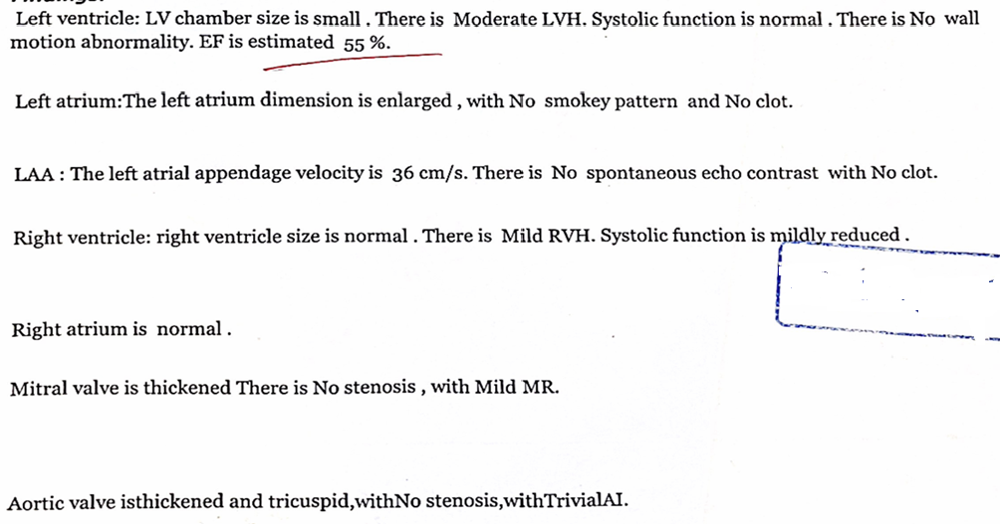 Left ventricle: LV chamber size is small . There is Moderate LVH. Systolic function is normal . There is No wall
motion abnormality. EF is estimated 55 %.
Left atrium:The left atrium dimension is enlarged , with No smokey pattern and No clot.
LAA : The left atrial appendage velocity is 36 cm/s. There is No spontaneous echo contrast with No clot.
Right ventricle: right ventricle size is normal . There is Mild RVH. Systolic function is mildly reduced .
Right atrium is normal .
Mitral valve is thickened There is No stenosis , with Mild MR.
Aortic valve isthickened and tricuspid,withNo stenosis,withTrivialAI.